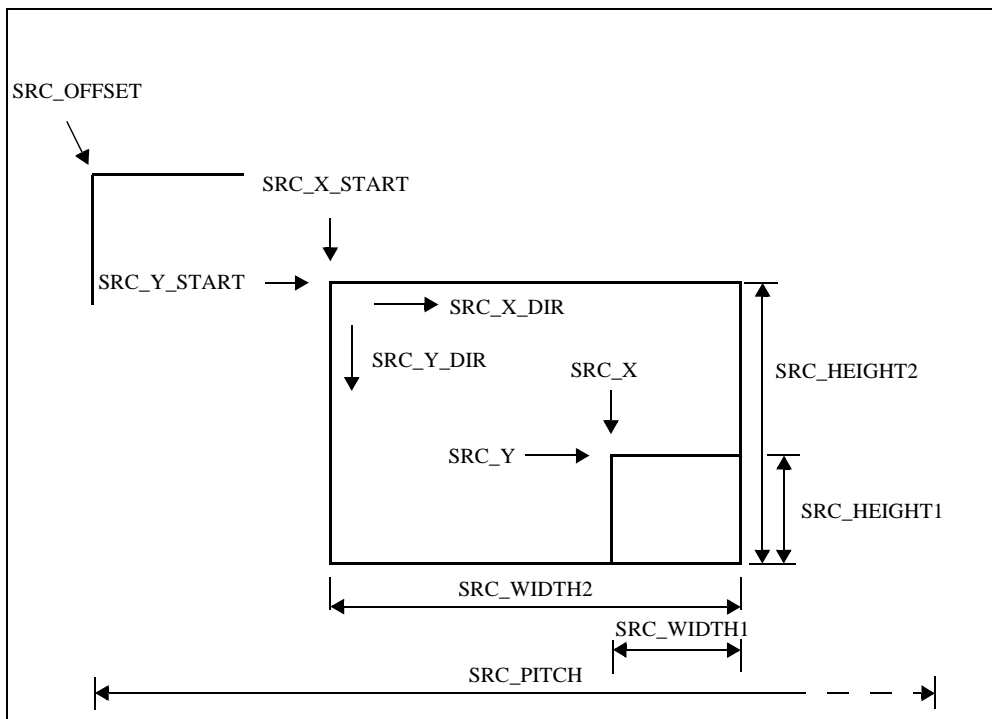 SRC_OFFSET
SRC_X_START
SRC_Y_START
SRC_X_DIR
SRC_Y_DIR
SRC_X
SRC_HEIGHT2
SRC_Y
SRC_HEIGHT1
SRC_WIDTH2
SRC_WIDTH1
SRC_PITCH